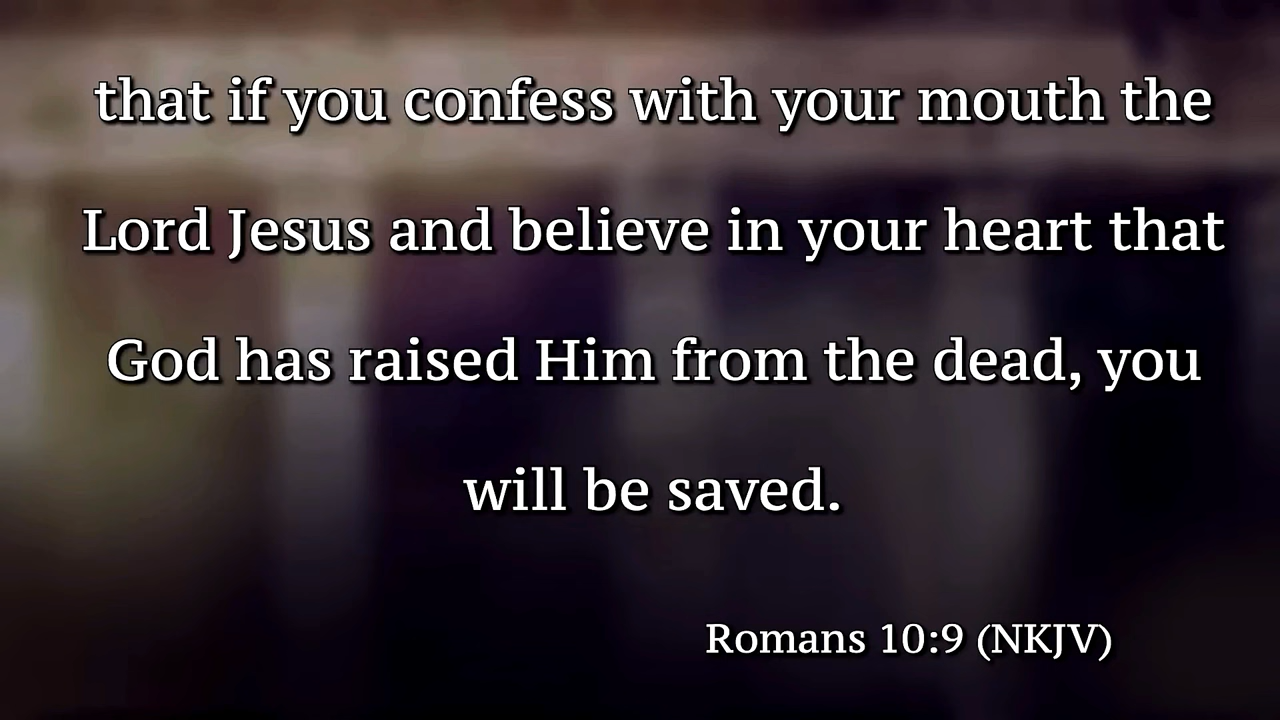 that if you confess with your mouth the
Lord Jesus and believe in your heart that
God has raised Him from the dead, you
will be saved.
Romans 10:9 (NKJV)